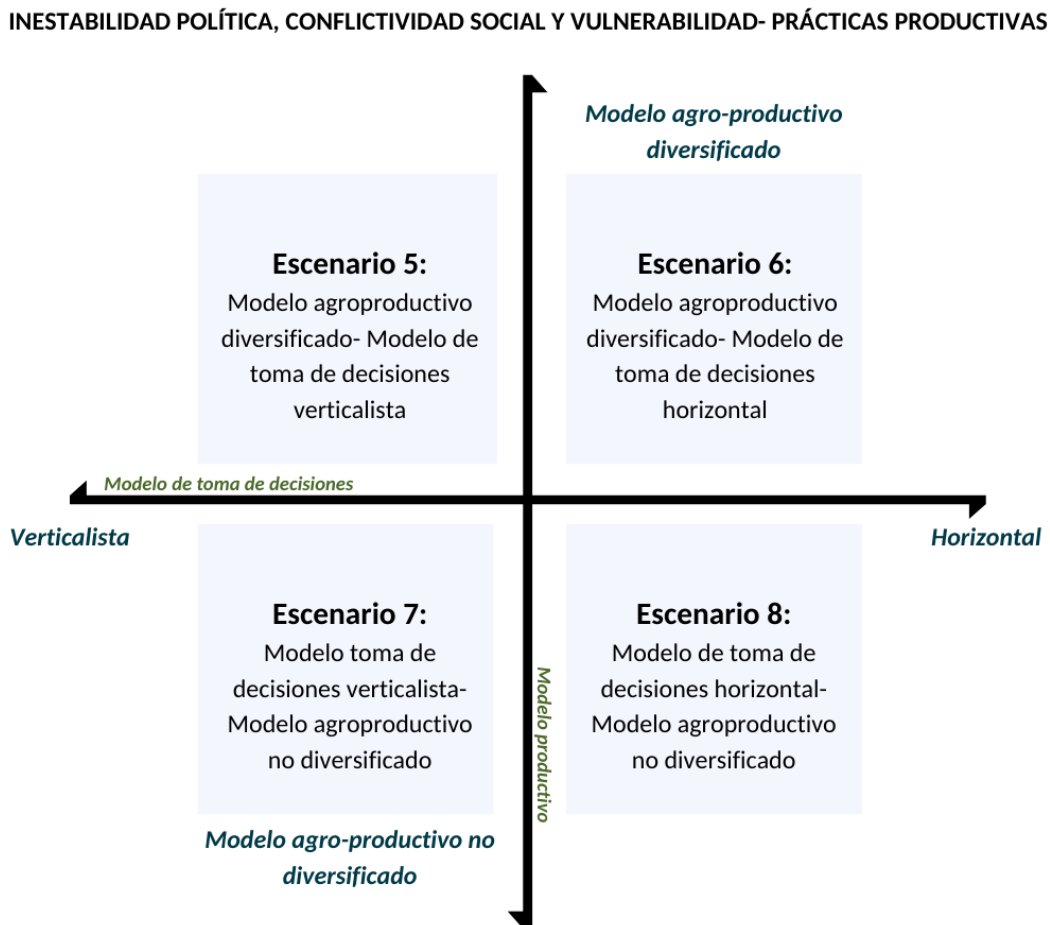 INESTABILIDAD POLÍTICA, CONFLICTIVIDAD SOCIAL Y VULNERABILIDAD- PRÁCTICAS PRODUCTIVAS
Modelo agro-productivo
diversificado
Escenario 5:
Modelo agroproductivo
diversificado- Modelo de
toma de decisiones
verticalista
Escenario 6:
Modelo agroproductivo
diversificado- Modelo de
toma de decisiones
horizontal
Modelo de toma de decisiones
Verticalista
Horizontal
Escenario 7:
Modelo toma de
decisiones verticalista-
Modelo agroproductivo
no diversificado
Modelo productivo
Escenario 8:
Modelo de toma de
decisiones horizontal-
Modelo agroproductivo
no diversificado
Modelo agro-productivo no
diversificado